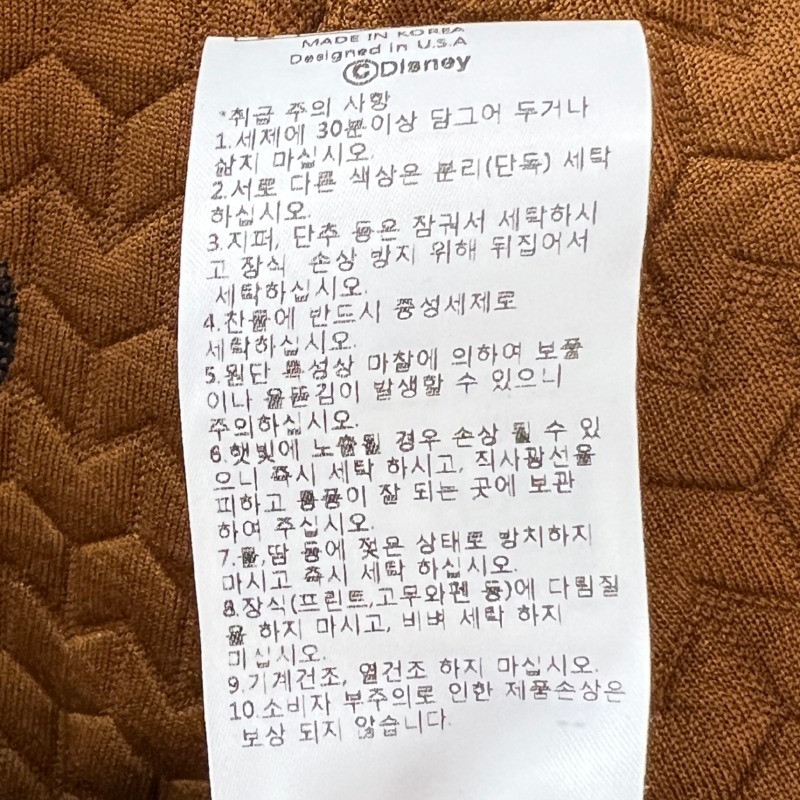 MADE IN KOREA
Designed in U.S.A
©Disney
*취급 주의 사항
1.세제에 30분이상 담그어 두거나
삶지 마십시오.
2.서로 다른 색상은 분리(단독) 세탁
하십시오.
3.지퍼, 단추 등은 잠궈서 세탁하시
고 장식 손상 방지 위해 뒤집어서
세탁하십시오.
4.찬물에 반드시 중성세제로
세탁하십시오.
5.원단 특성상 마찰에 의하여 보풀
이나 올뜯김이 발생할 수 있으니
주의하십시오.
6.햇빛에 노출될 경우 손상 될 수 있
으니 즉시 세탁 하시고, 직사광선을
피하고 통풍이 잘 되는 곳에 보관
하여 주십시오.
7.물,땀 등에 젖은 상태로 방치하지
마시고 즉시 세탁 하십시오.
8.장식(프린트,고무와펜 등)에 다림질
을 하지 마시고, 비벼 세탁 하지
마십시오.
9.기계건조, 열건조 하지 마십시오.
10.소비자 부주의로 인한 제품손상은
보상 되지 않습니다.